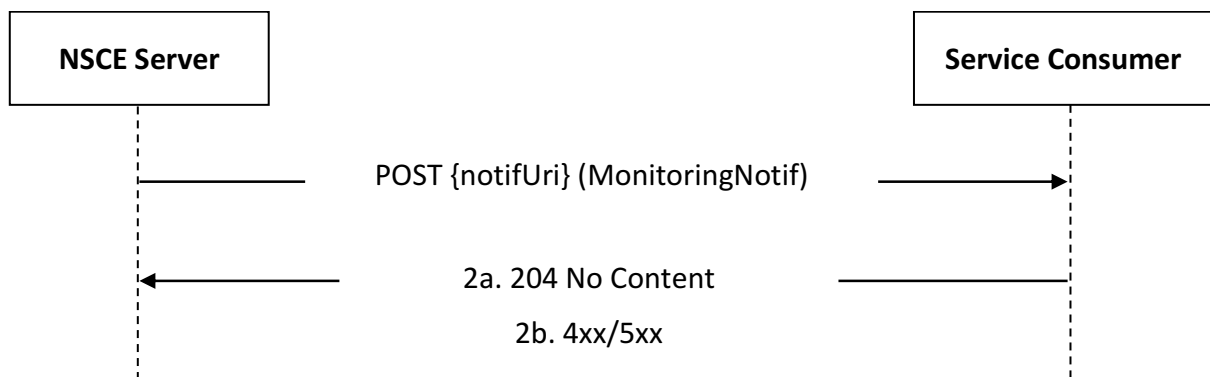 NSCE Server
Service Consumer
POST {notifUri} (MonitoringNotif)
2a. 204 No Content
2b. 4xx/5xx